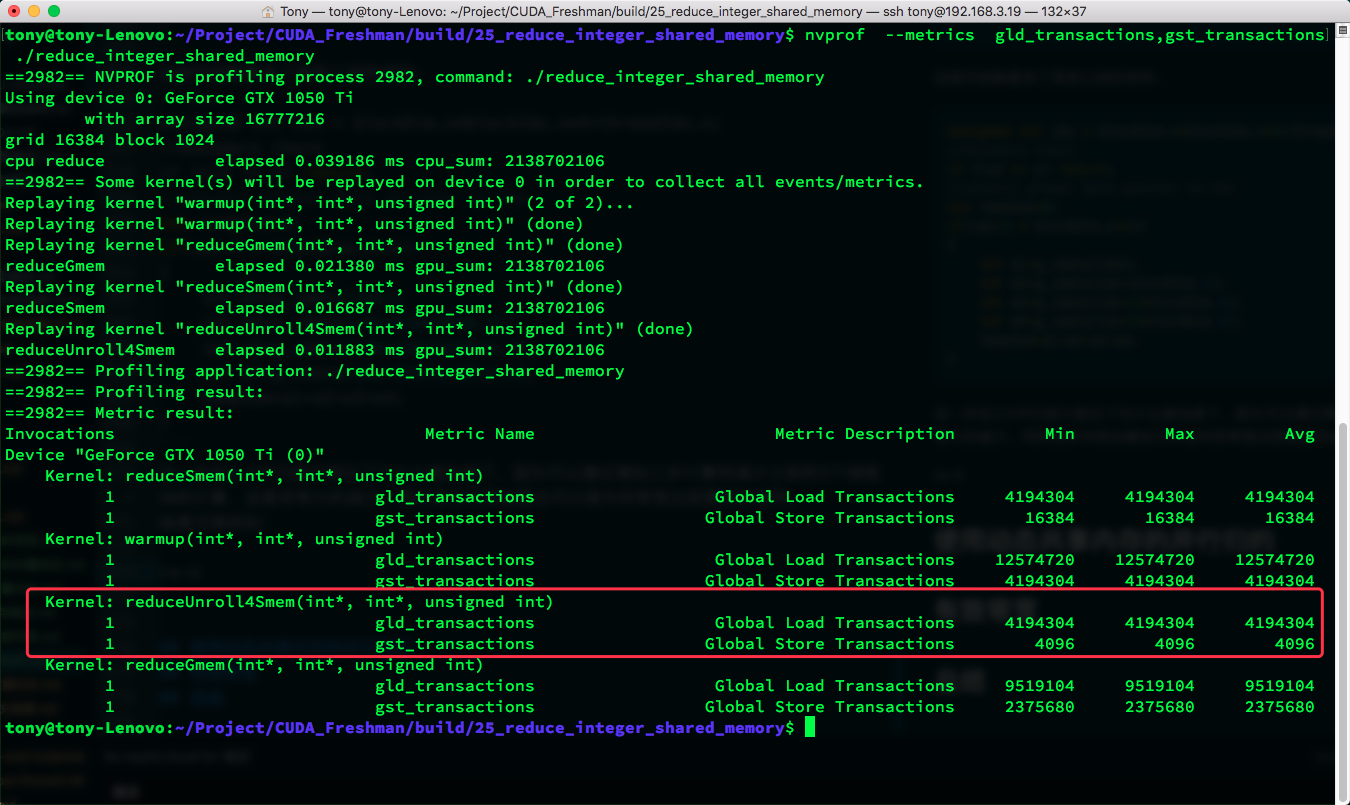 Tony — tony@tony-Lenovo: ~/Project/CUDA_Freshman/build/25_reduce_integer_shared_memory — ssh tony@192.168.3.19 — 132×37
[tony@tony-Lenovo:~/Project/CUDA_Freshman/build/25_reduce_integer_shared_memory$ nvprof  --metrics  gld_transactions,gst_transactions]
 ./reduce_integer_shared_memory
==2982== NVPROF is profiling process 2982, command: ./reduce_integer_shared_memory
Using device 0: GeForce GTX 1050 Ti
        with array size 16777216
grid 16384 block 1024
cpu reduce           elapsed 0.039186 ms cpu_sum: 2138702106
==2982== Some kernel(s) will be replayed on device 0 in order to collect all events/metrics.
Replaying kernel "warmup(int*, int*, unsigned int)" (2 of 2)...
Replaying kernel "warmup(int*, int*, unsigned int)" (done)
Replaying kernel "reduceGmem(int*, int*, unsigned int)" (done)
reduceGmem           elapsed 0.021380 ms gpu_sum: 2138702106
Replaying kernel "reduceSmem(int*, int*, unsigned int)" (done)
reduceSmem           elapsed 0.016687 ms gpu_sum: 2138702106
Replaying kernel "reduceUnroll4Smem(int*, int*, unsigned int)" (done)
reduceUnroll4Smem    elapsed 0.011883 ms gpu_sum: 2138702106
==2982== Profiling application: ./reduce_integer_shared_memory
==2982== Profiling result:
==2982== Metric result:
Invocations                               Metric Name                        Metric Description         Min         Max         Avg
Device "GeForce GTX 1050 Ti (0)"
    Kernel: reduceSmem(int*, int*, unsigned int)
          1                          gld_transactions                  Global Load Transactions     4194304     4194304     4194304
          1                          gst_transactions                 Global Store Transactions       16384       16384       16384
    Kernel: warmup(int*, int*, unsigned int)
          1                          gld_transactions                  Global Load Transactions    12574720    12574720    12574720
          1                          gst_transactions                 Global Store Transactions     4194304     4194304     4194304
    Kernel: reduceUnroll4Smem(int*, int*, unsigned int)
          1                          gld_transactions                  Global Load Transactions     4194304     4194304     4194304
          1                          gst_transactions                 Global Store Transactions        4096        4096        4096
    Kernel: reduceGmem(int*, int*, unsigned int)
          1                          gld_transactions                  Global Load Transactions     9519104     9519104     9519104
          1                          gst_transactions                 Global Store Transactions     2375680     2375680     2375680
tony@tony-Lenovo:~/Project/CUDA_Freshman/build/25_reduce_integer_shared_memory$